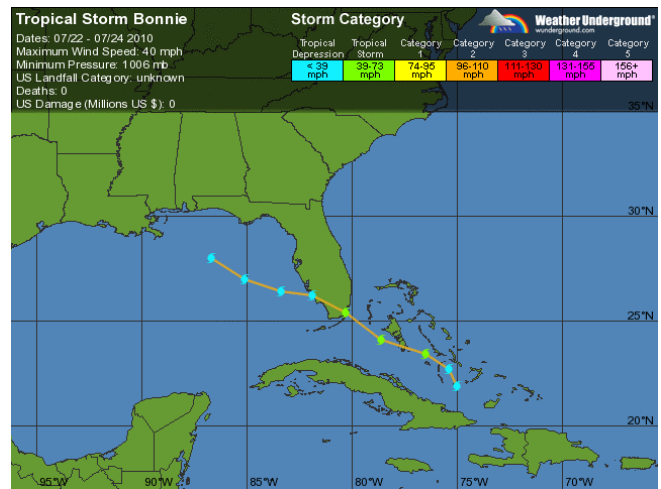 Tropical Storm Bonnie
Dates: 07/22 - 07/24 2010
Maximum Wind Speed: 40 mph
Minimum Pressure: 1006 mb
US Landfall Category: unknown
Deaths: 0
US Damage (Millions US $): 0
Storm Category
Weather Underground®
wunderground.com®
Tropical Depression
< 39 mph
Tropical Storm
39-73 mph
Category 1
74-95 mph
Category 2
96-110 mph
Category 3
111-130 mph
Category 4
131-155 mph
Category 5
156+ mph
35°N
30°N
25°N
20°N
95°W
90°W
85°W
80°W
75°W
70°W